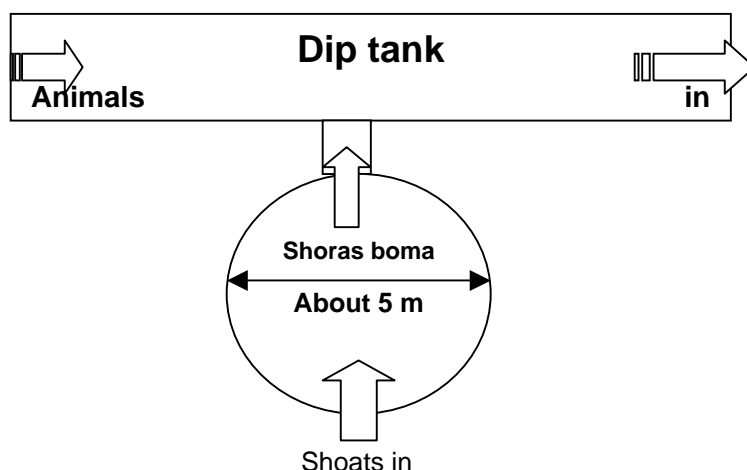 Dip tank
Animals in
Shoras boma
About 5 m
Shoats in